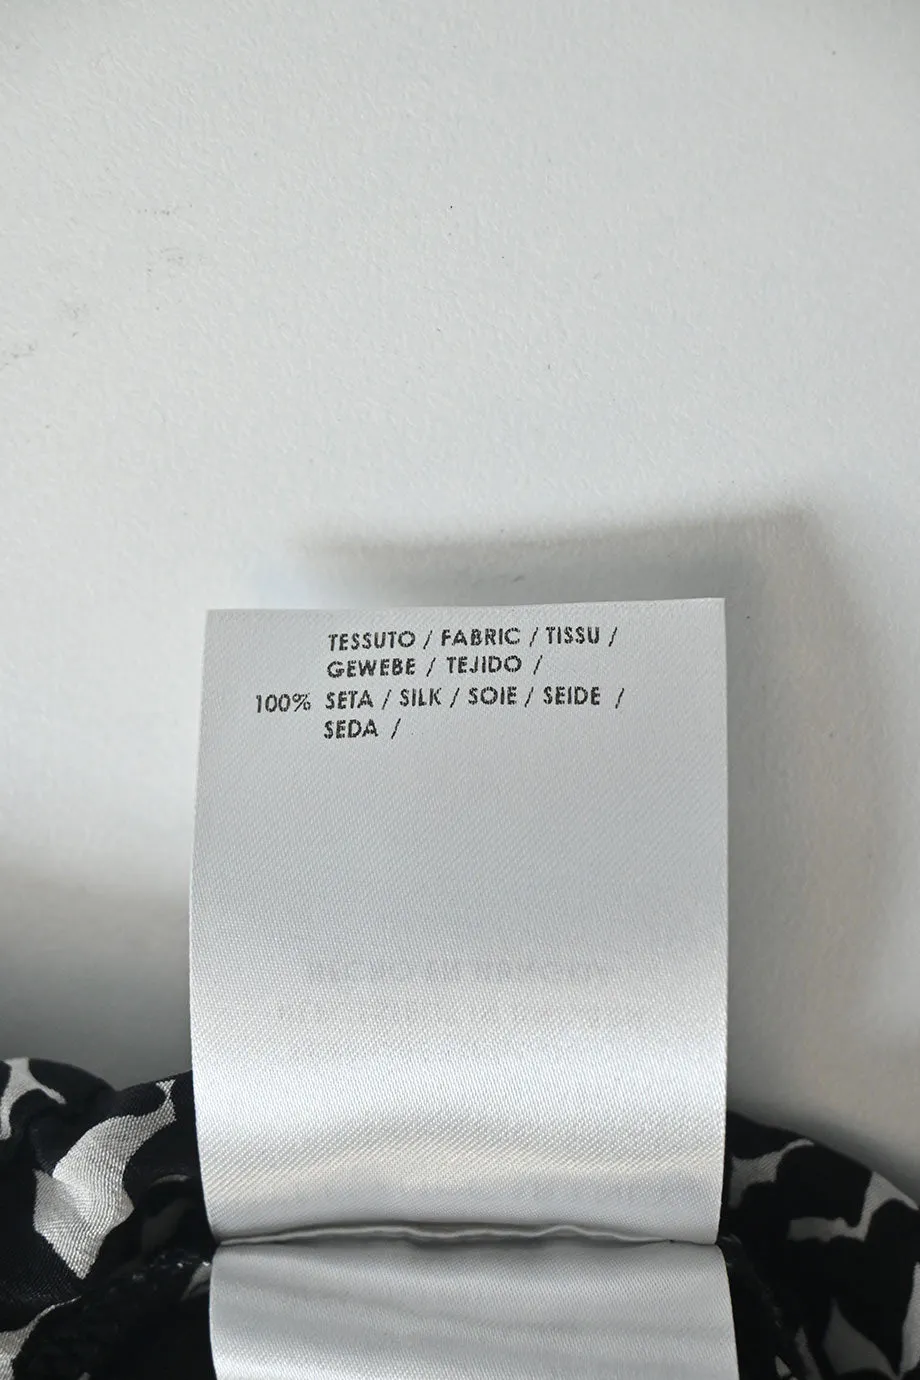 TESSUTO / FABRIC / TISSU /
GEWEBE / TEJIDO /
100% SETA / SILK / SOIE / SEIDE /
SEDA /